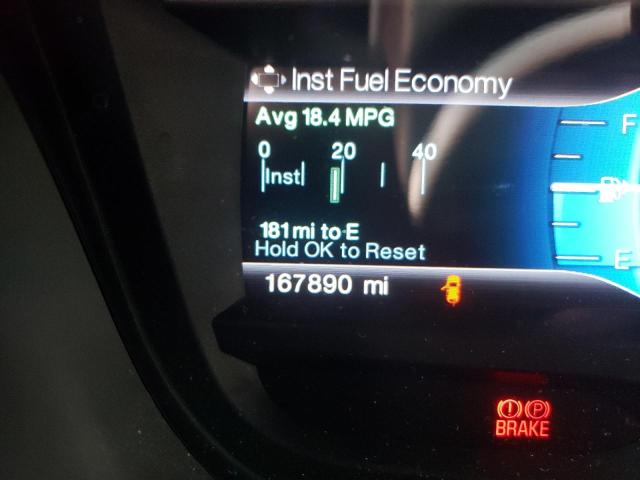 Inst Fuel Economy
Avg 18.4 MPG
0 20 40
Inst
181 mi to E
Hold OK to Reset
167890 mi
F
E
(!) (P)
BRAKE